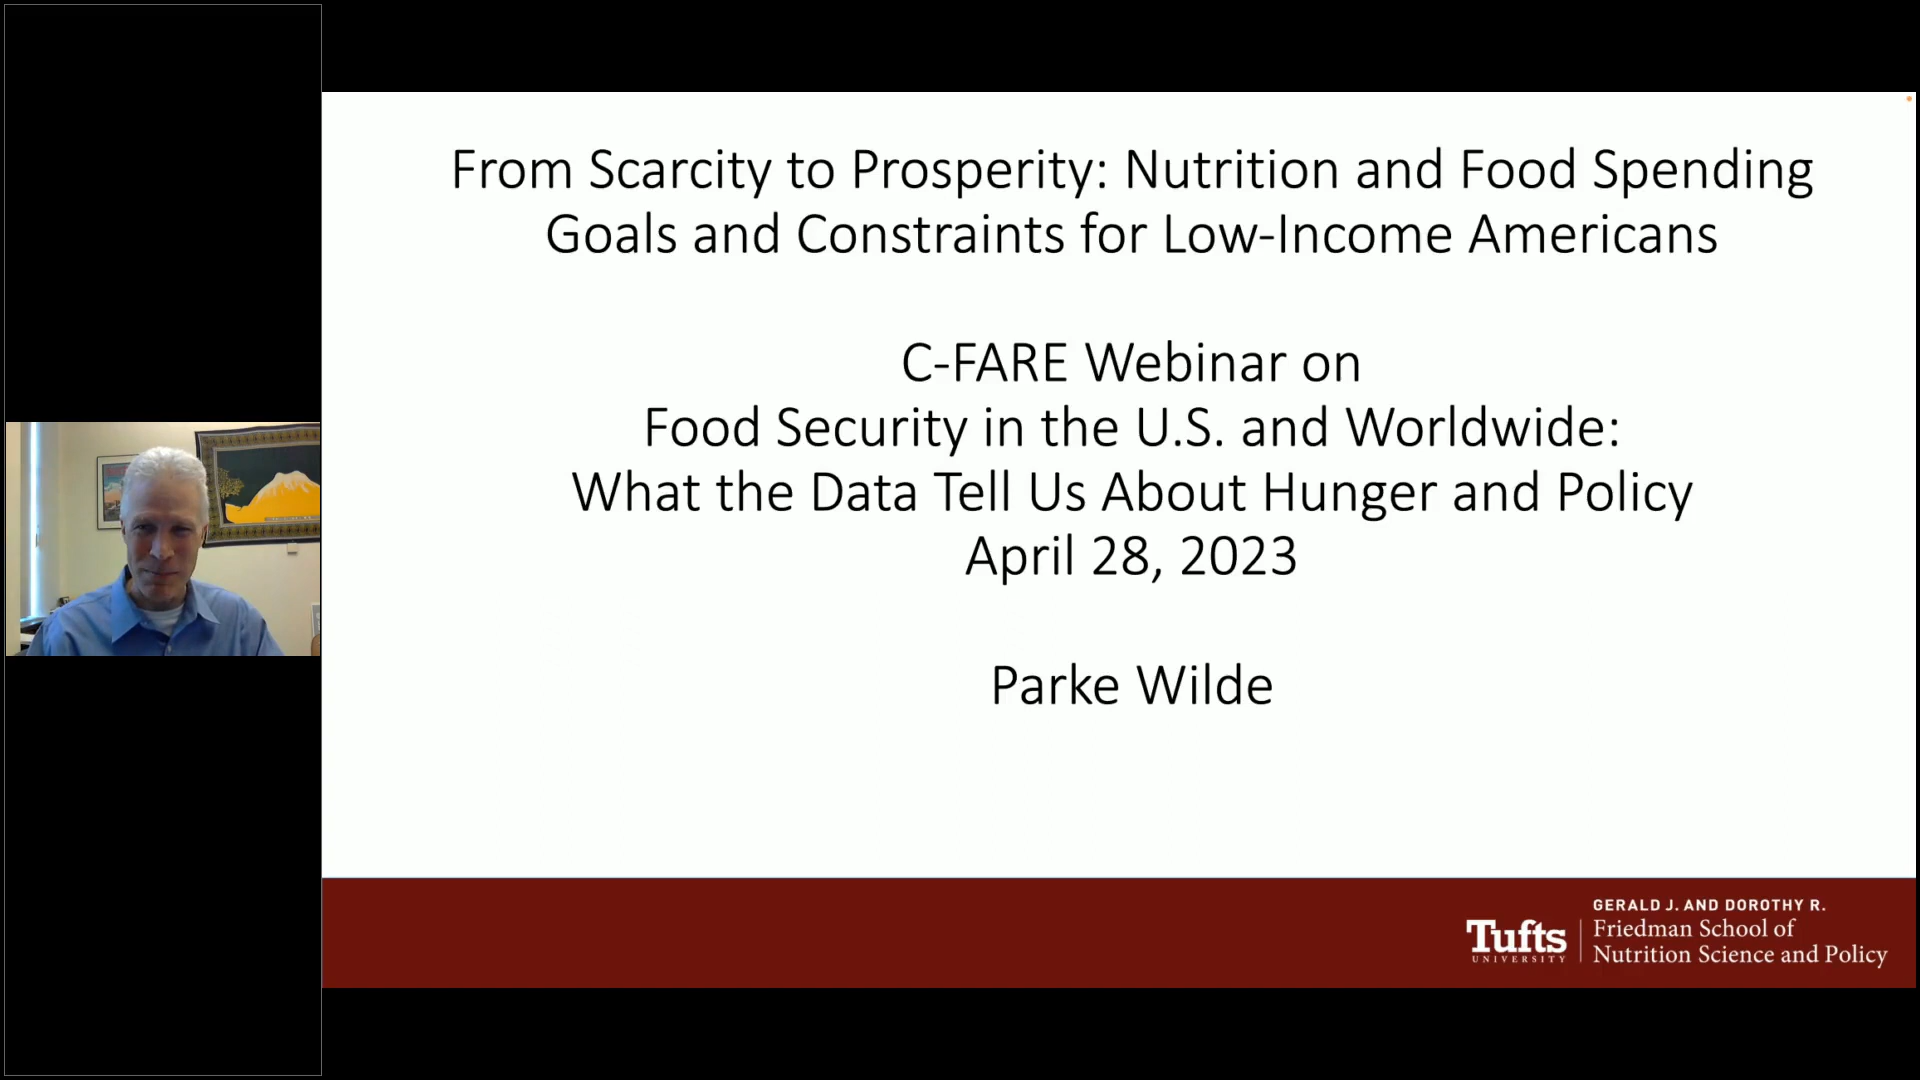 From Scarcity to Prosperity: Nutrition and Food Spending
Goals and Constraints for Low-Income Americans
C-FARE Webinar on
Food Security in the U.S. and Worldwide:
What the Data Tell Us About Hunger and Policy
April 28, 2023
Parke Wilde
Tufts
UNIVERSITY
GERALD J. AND DOROTHY R.
Friedman School of
Nutrition Science and Policy